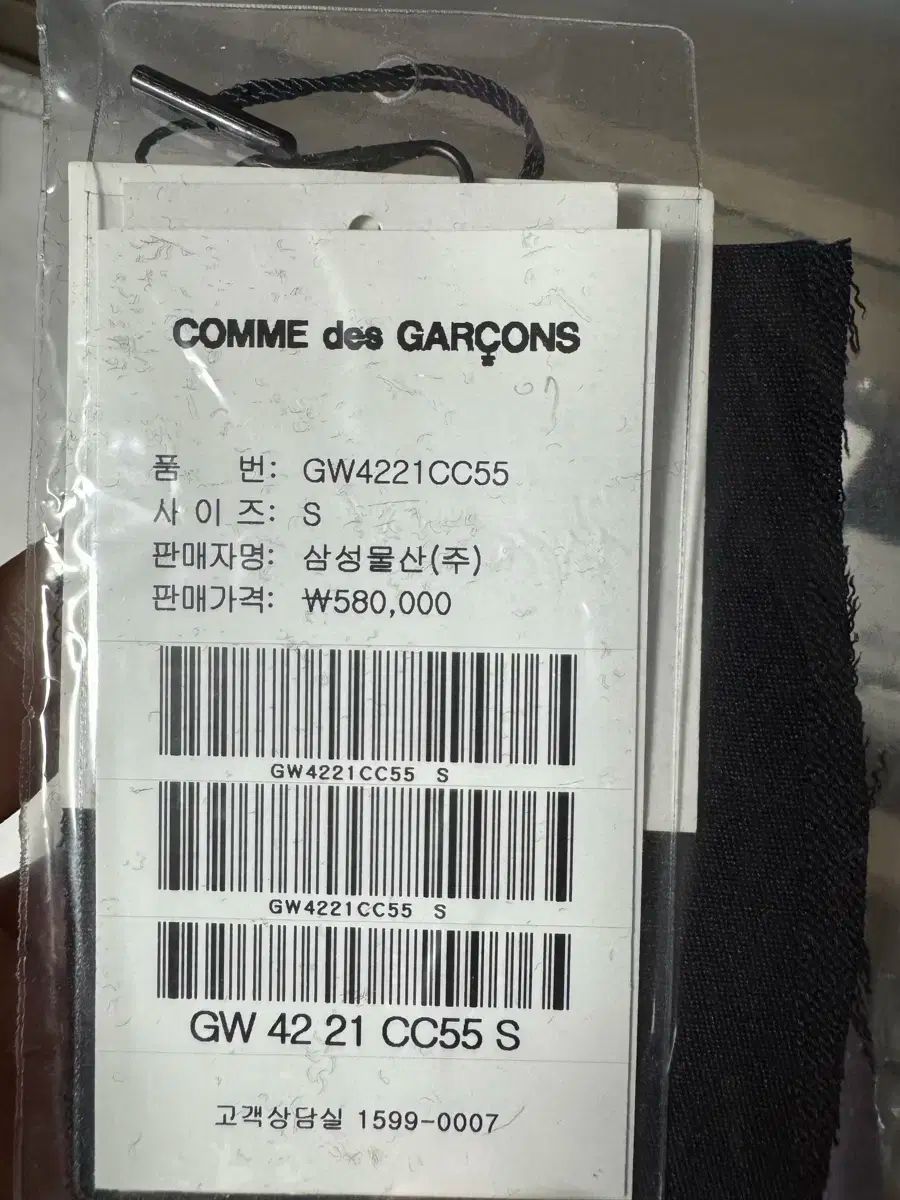 COMME des GARÇONS
07
품 번: GW4221CC55
사 이 즈: S
판매자명: 삼성물산(주)
판매가격: ₩580,000
GW4221CC55 S
GW4221CC55 S
GW 42 21 CC55 S
고객상담실 1599-0007